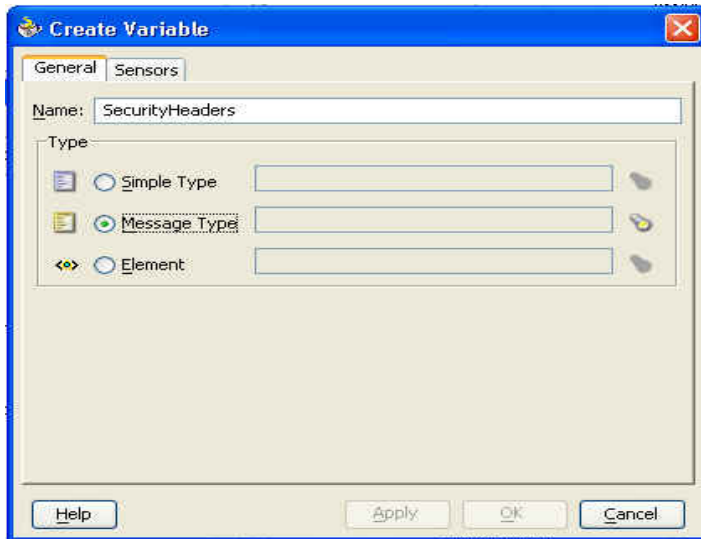 Create Variable
General Sensors
Name: SecurityHeaders
Type
Simple Type
Message Type
Element
Help Apply OK Cancel